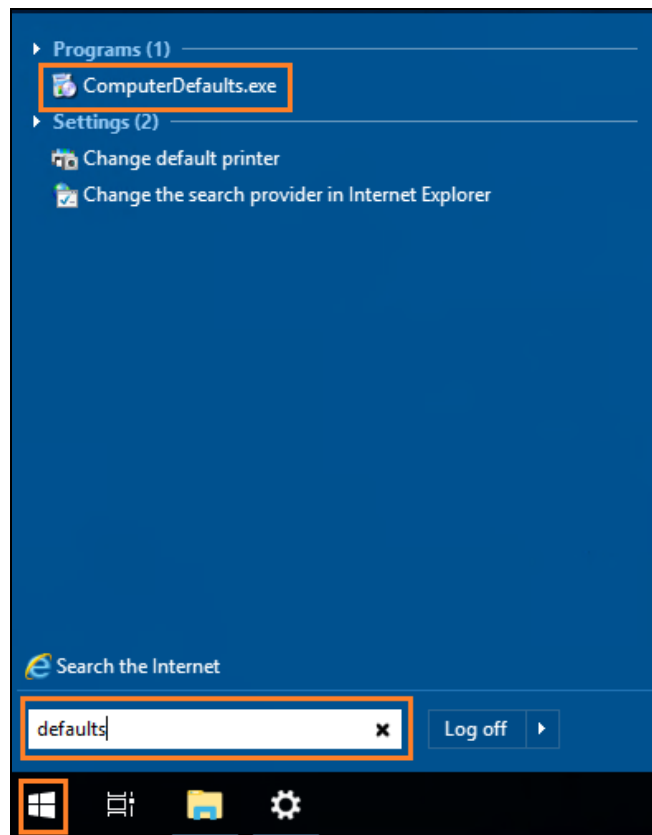 Programs (1)
ComputerDefaults.exe
Settings (2)
Change default printer
Change the search provider in Internet Explorer
Search the Internet
defaults
Log off